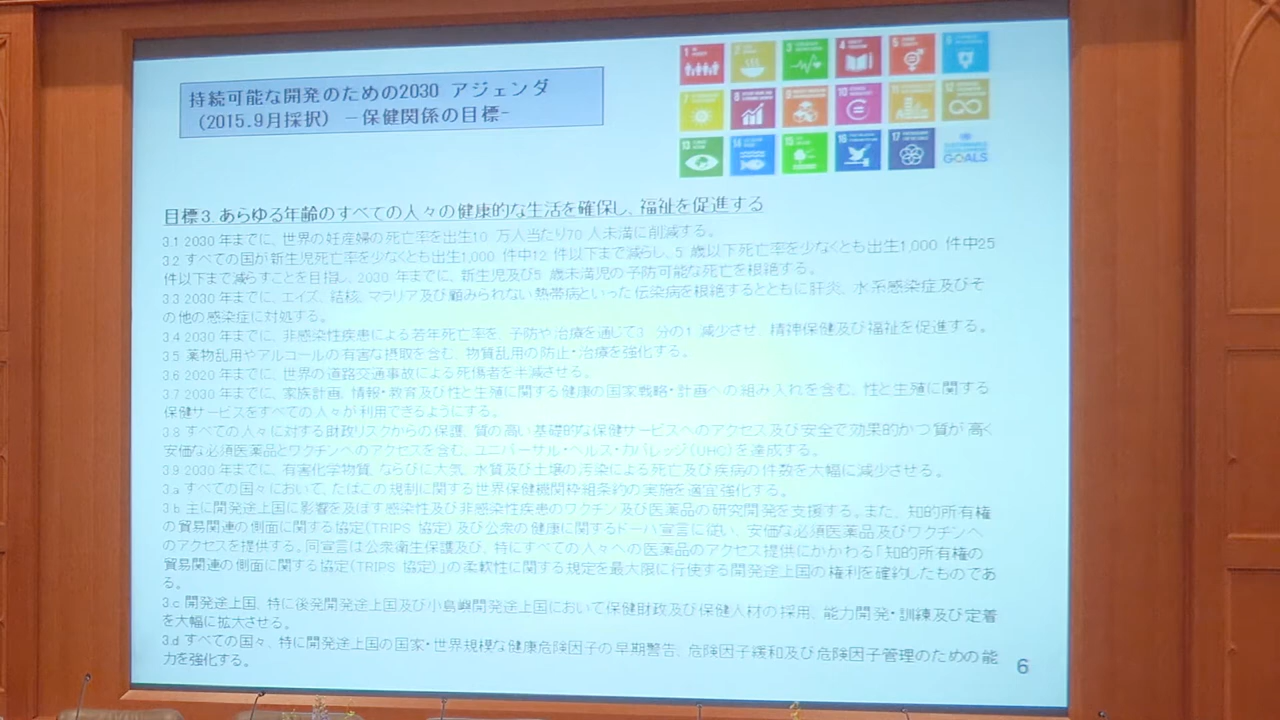 持続可能な開発のための2030 アジェンダ
(2015.9月採択) －保健関係の目標-
1
2
3
4
5
6
7
8
9
10
11
12
13
14
15
16
17
GOALS
目標3. あらゆる年齢のすべての人々の健康的な生活を確保し、福祉を促進する
3.1 2030 年までに、世界の妊産婦の死亡率を出生10 万人当たり70 人未満に削減する。
3.2 すべての国が新生児死亡率を少なくとも出生1,000 件中12 件以下まで減らし、5 歳以下死亡率を少なくとも出生1,000 件中25
件以下まで減らすことを目指し、2030 年までに、新生児及び5 歳未満児の予防可能な死亡を根絶する。
3.3 2030 年までに、エイズ、結核、マラリア及び顧みられない熱帯病といった伝染病を根絶するとともに肝炎、水系感染症及びそ
の他の感染症に対処する。
3.4 2030 年までに、非感染性疾患による若年死亡率を、予防や治療を通じて3 分の1 減少させ、精神保健及び福祉を促進する。
3.5 薬物乱用やアルコールの有害な摂取を含む、物質乱用の防止・治療を強化する。
3.6 2020 年までに、世界の道路交通事故による死傷者を半減させる。
3.7 2030 年までに、家族計画、情報・教育及び性と生殖に関する健康の国家戦略・計画への組み入れを含む、性と生殖に関する
保健サービスをすべての人々が利用できるようにする。
3.8 すべての人々に対する財政リスクからの保護、質の高い基礎的な保健サービスへのアクセス及び安全で効果的かつ質が高く
安価な必須医薬品とワクチンへのアクセスを含む、ユニバーサル・ヘルス・カバレッジ（UHC）を達成する。
3.9 2030 年までに、有害化学物質、ならびに大気、水質及び土壌の汚染による死亡及び疾病の件数を大幅に減少させる。
3.a すべての国々において、たばこの規制に関する世界保健機関枠組条約の実施を適宜強化する。
3.b 主に開発途上国に影響を及ぼす感染性及び非感染性疾患のワクチン及び医薬品の研究開発を支援する。また、知的所有権
の貿易関連の側面に関する協定（TRIPS 協定）及び公衆の健康に関するドーハ宣言に従い、安価な必須医薬品及びワクチンへ
のアクセスを提供する。同宣言は公衆衛生保護及び、特にすべての人々への医薬品のアクセス提供にかかわる「知的所有権の
貿易関連の側面に関する協定（TRIPS 協定）」の柔軟性に関する規定を最大限に行使する開発途上国の権利を確約したものであ
る。
3.c 開発途上国、特に後発開発途上国及び小島嶼開発途上国において保健財政及び保健人材の採用、能力開発・訓練及び定着
を大幅に拡大させる。
3.d すべての国々、特に開発途上国の国家・世界規模な健康危険因子の早期警告、危険因子緩和及び危険因子管理のための能
力を強化する。
6